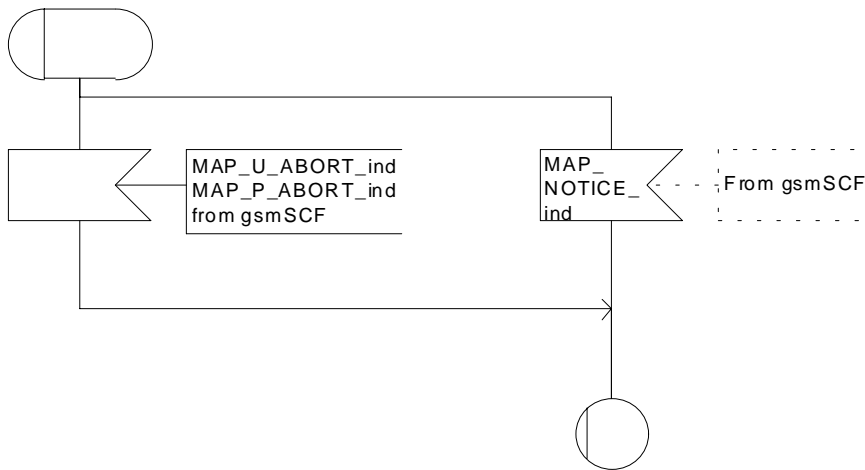 MAP_U_ABORT_ind
MAP_P_ABORT_ind
from gsmSCF
MAP_
NOTICE_
ind
From gsmSCF